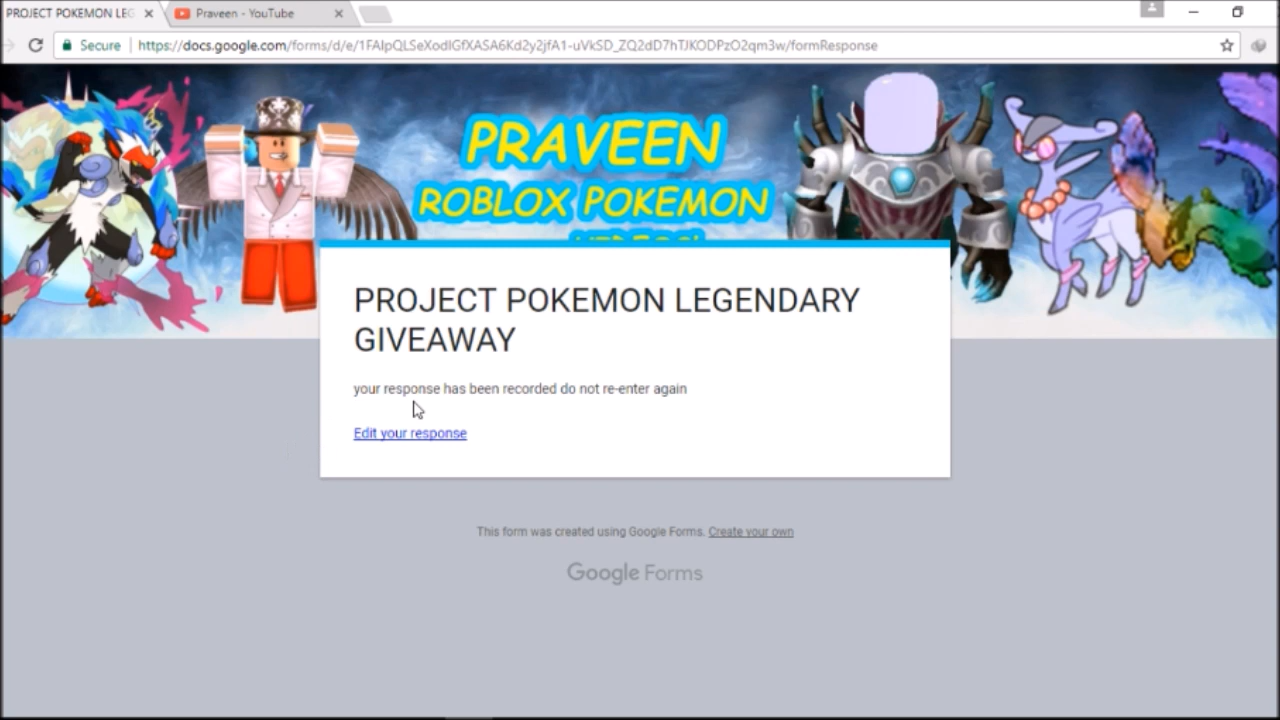 PROJECT POKEMON LEG
Praveen - YouTube
Secure
https://docs.google.com/forms/d/e/1FAIpQLSeXodIGfXASA6Kd2y2jfA1-uVkSD_ZQ2dD7hTJKODPzO2qm3w/formResponse
PRAVEEN
ROBLOX POKEMON
PROJECT POKEMON LEGENDARY
GIVEAWAY
your response has been recorded do not re-enter again
Edit your response
This form was created using Google Forms. Create your own
Google Forms